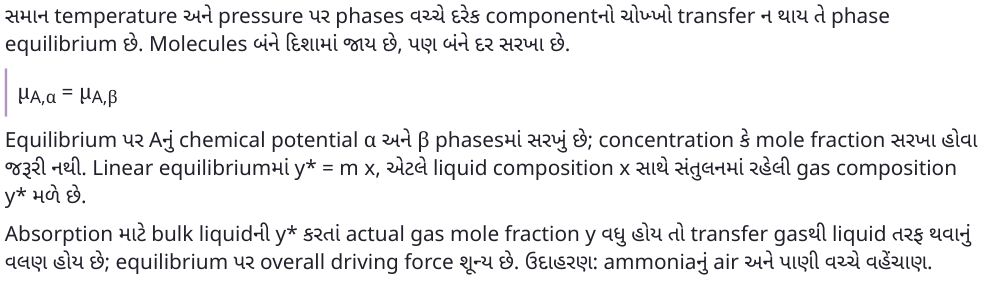 સમાન temperature અને pressure પર phases વચ્ચે દરેક componentનો ચોખ્ખો transfer ન થાય તે phase
equilibrium છે. Molecules બંને દિશામાં જાય છે, પણ બંને દર સરખા છે.
μA,α = μA,β
Equilibrium પર Aનું chemical potential α અને β phasesમાં સરખું છે; concentration કે mole fraction સરખા હોવા
જરૂરી નથી. Linear equilibriumમાં y* = m x, એટલે liquid composition x સાથે સંતુલનમાં રહેલી gas composition
y* મળે છે.
Absorption માટે bulk liquidની y* કરતાં actual gas mole fraction y વધુ હોય તો transfer gasથી liquid તરફ થવાનું
વલણ હોય છે; equilibrium પર overall driving force શૂન્ય છે. ઉદાહરણ: ammoniaનું air અને પાણી વચ્ચે વહેંચાણ.